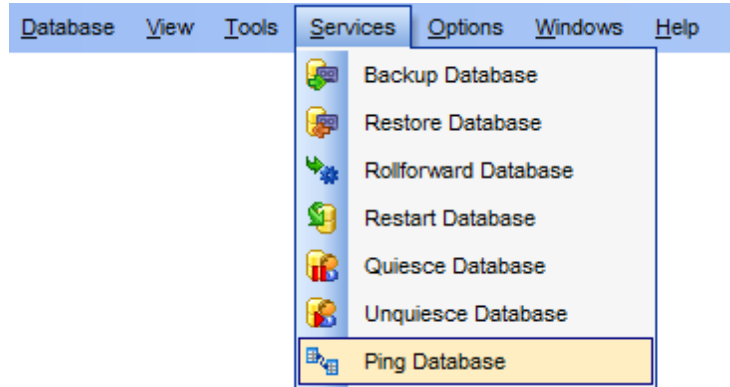 Database View Tools Services Options Windows Help
Backup Database
Restore Database
Rollforward Database
Restart Database
Quiesce Database
Unquiesce Database
Ping Database